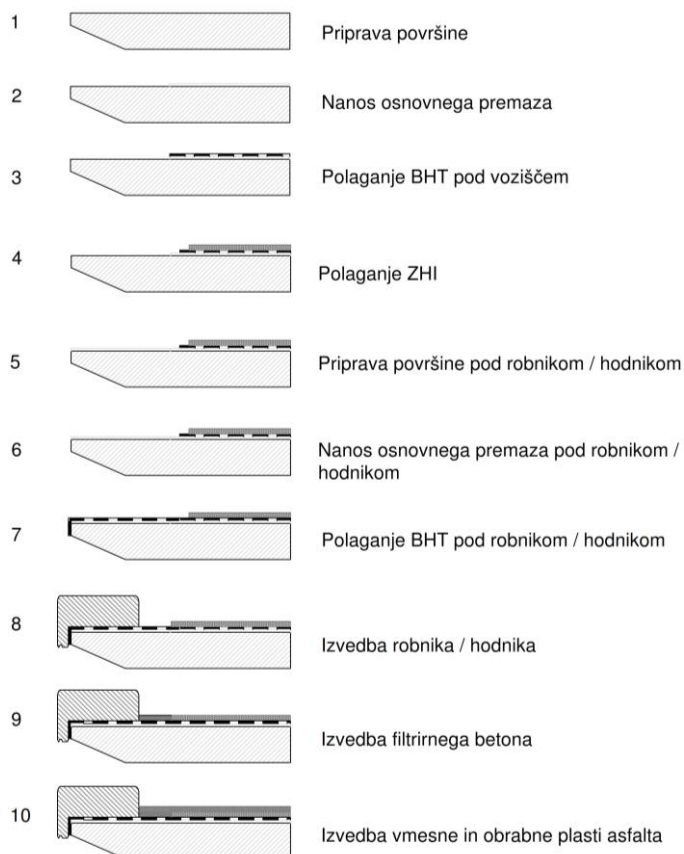 1
Priprava površine
2
Nanos osnovnega premaza
3
Polaganje BHT pod voziščem
4
Polaganje ZHI
5
Priprava površine pod robnikom / hodnikom
6
Nanos osnovnega premaza pod robnikom /
hodnikom
7
Polaganje BHT pod robnikom / hodnikom
8
Izvedba robnika / hodnika
9
Izvedba filtrirnega betona
10
Izvedba vmesne in obrabne plasti asfalta